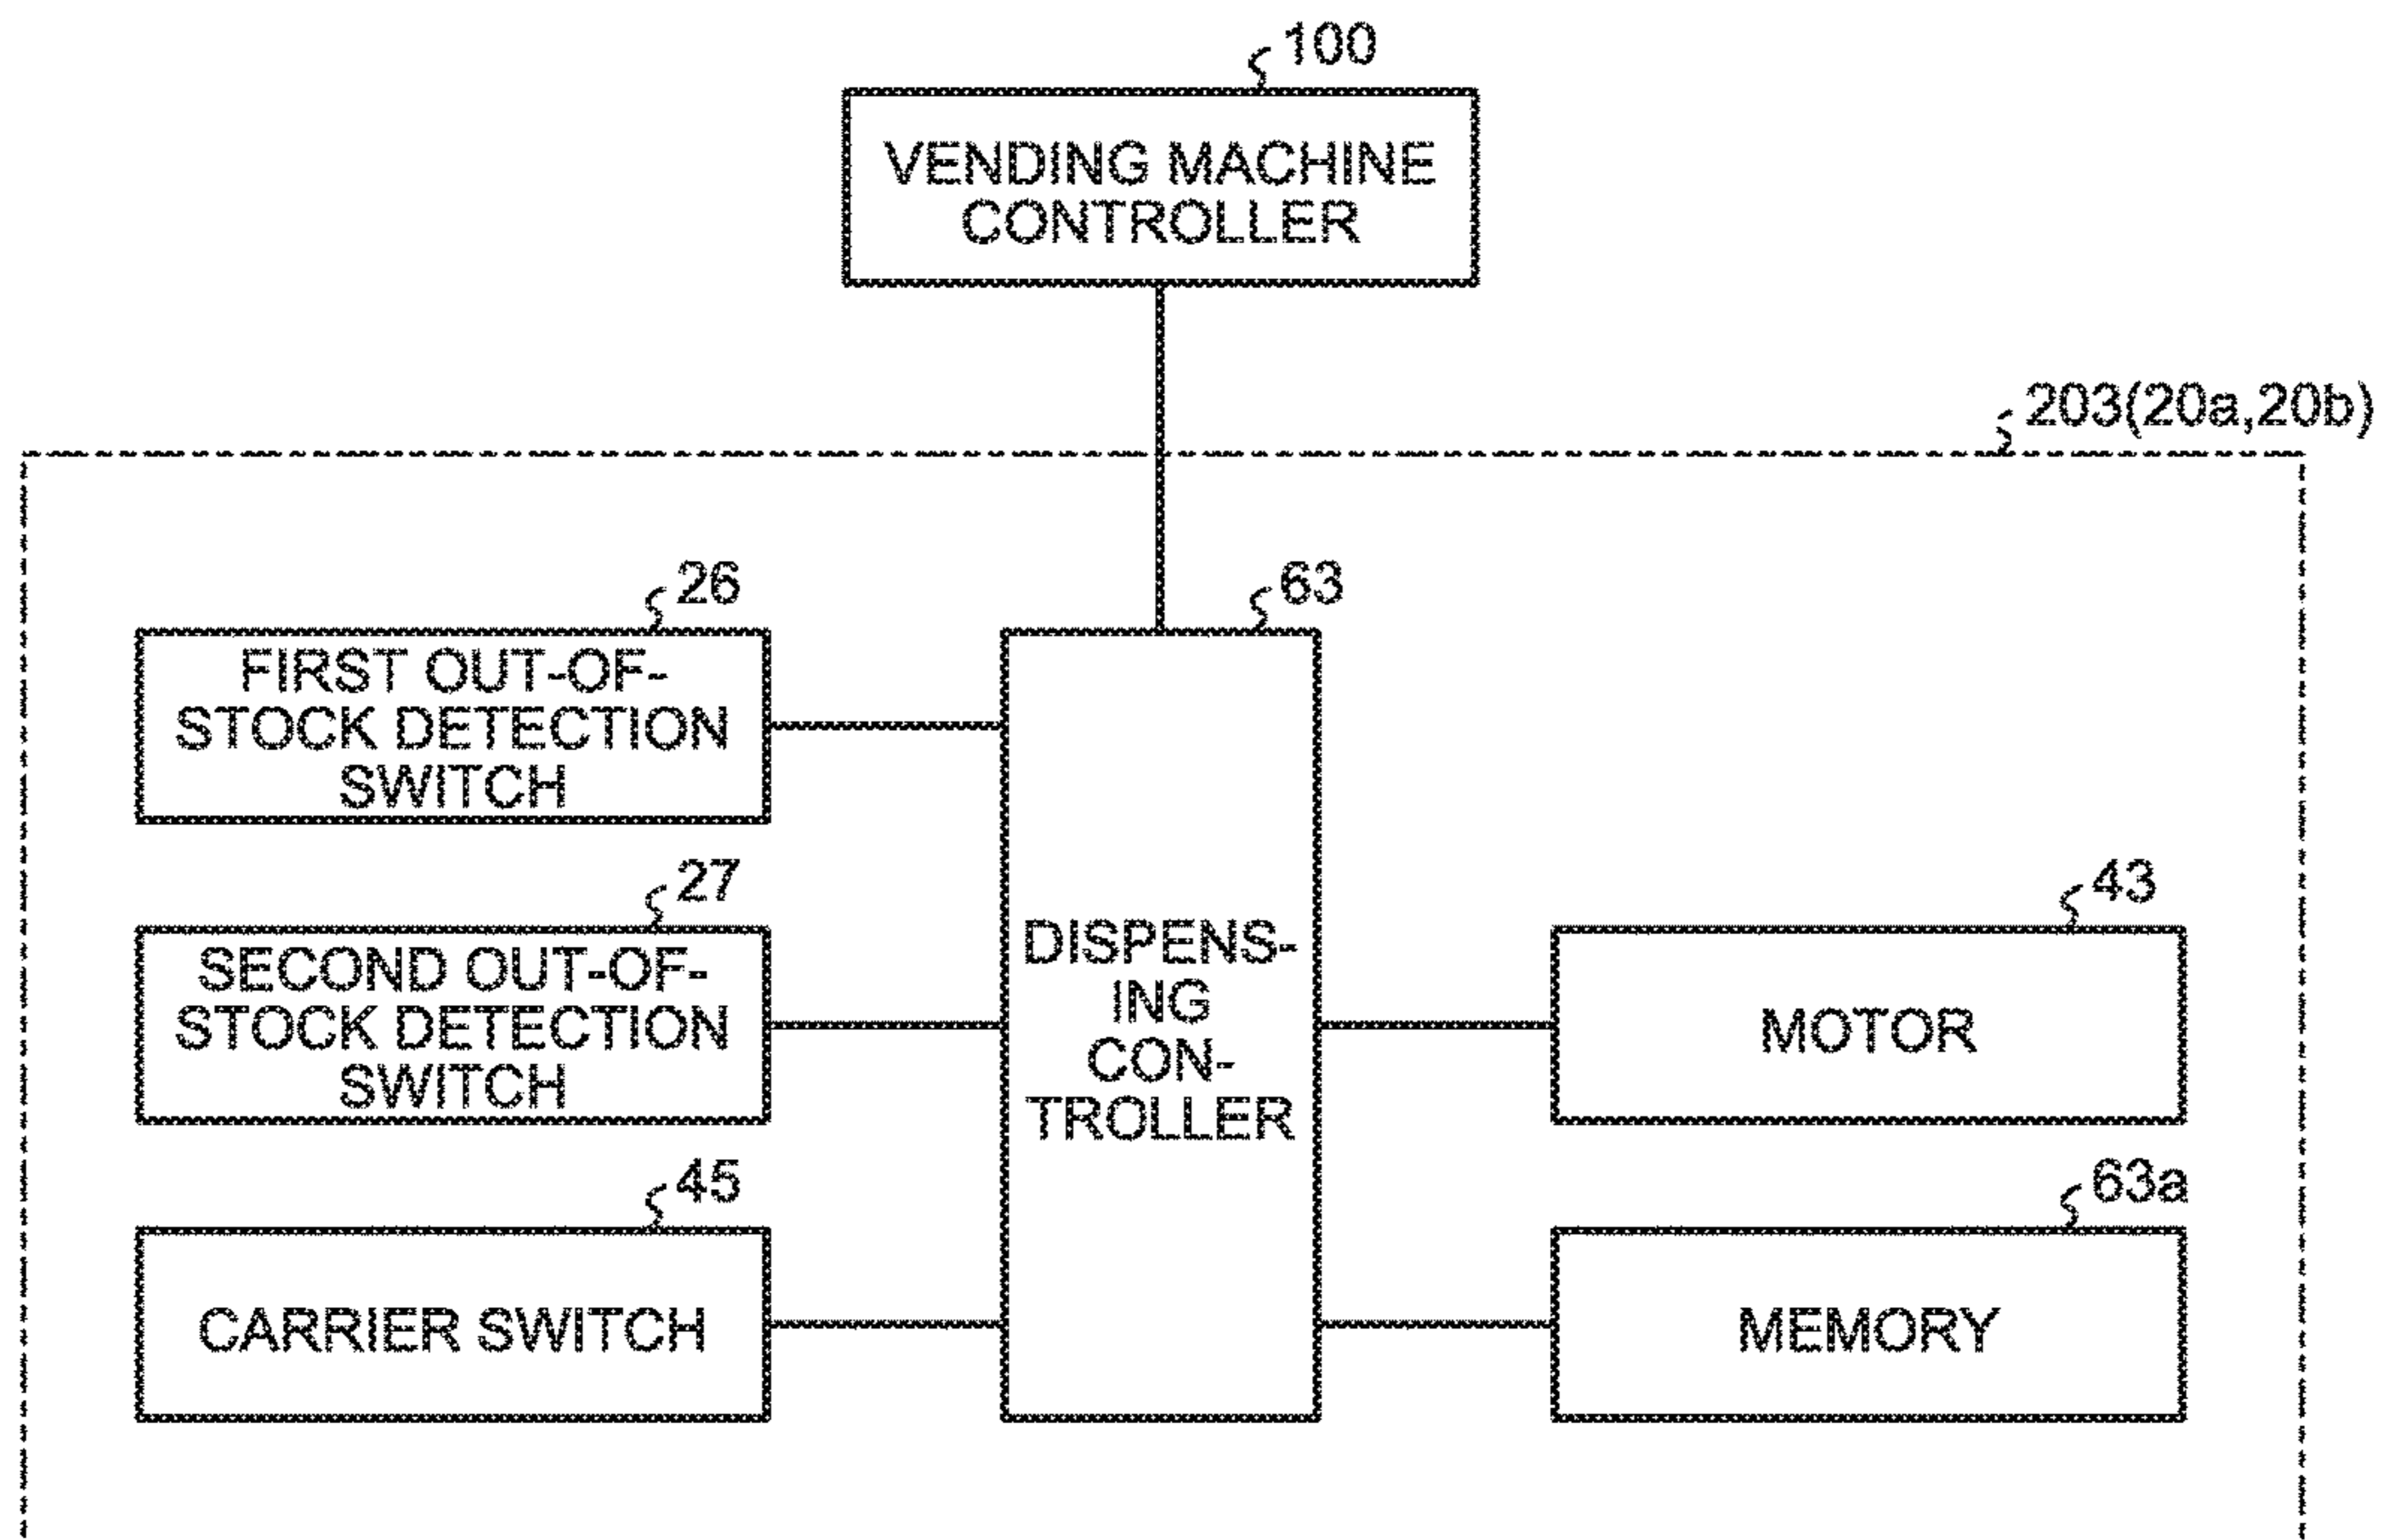 100
VENDING MACHINE
CONTROLLER
203(20a,20b)
26
FIRST OUT-OF-
STOCK DETECTION
SWITCH
27
SECOND OUT-OF-
STOCK DETECTION
SWITCH
45
CARRIER SWITCH
63
DISPENS-
ING
CON-
TROLLER
43
MOTOR
63a
MEMORY